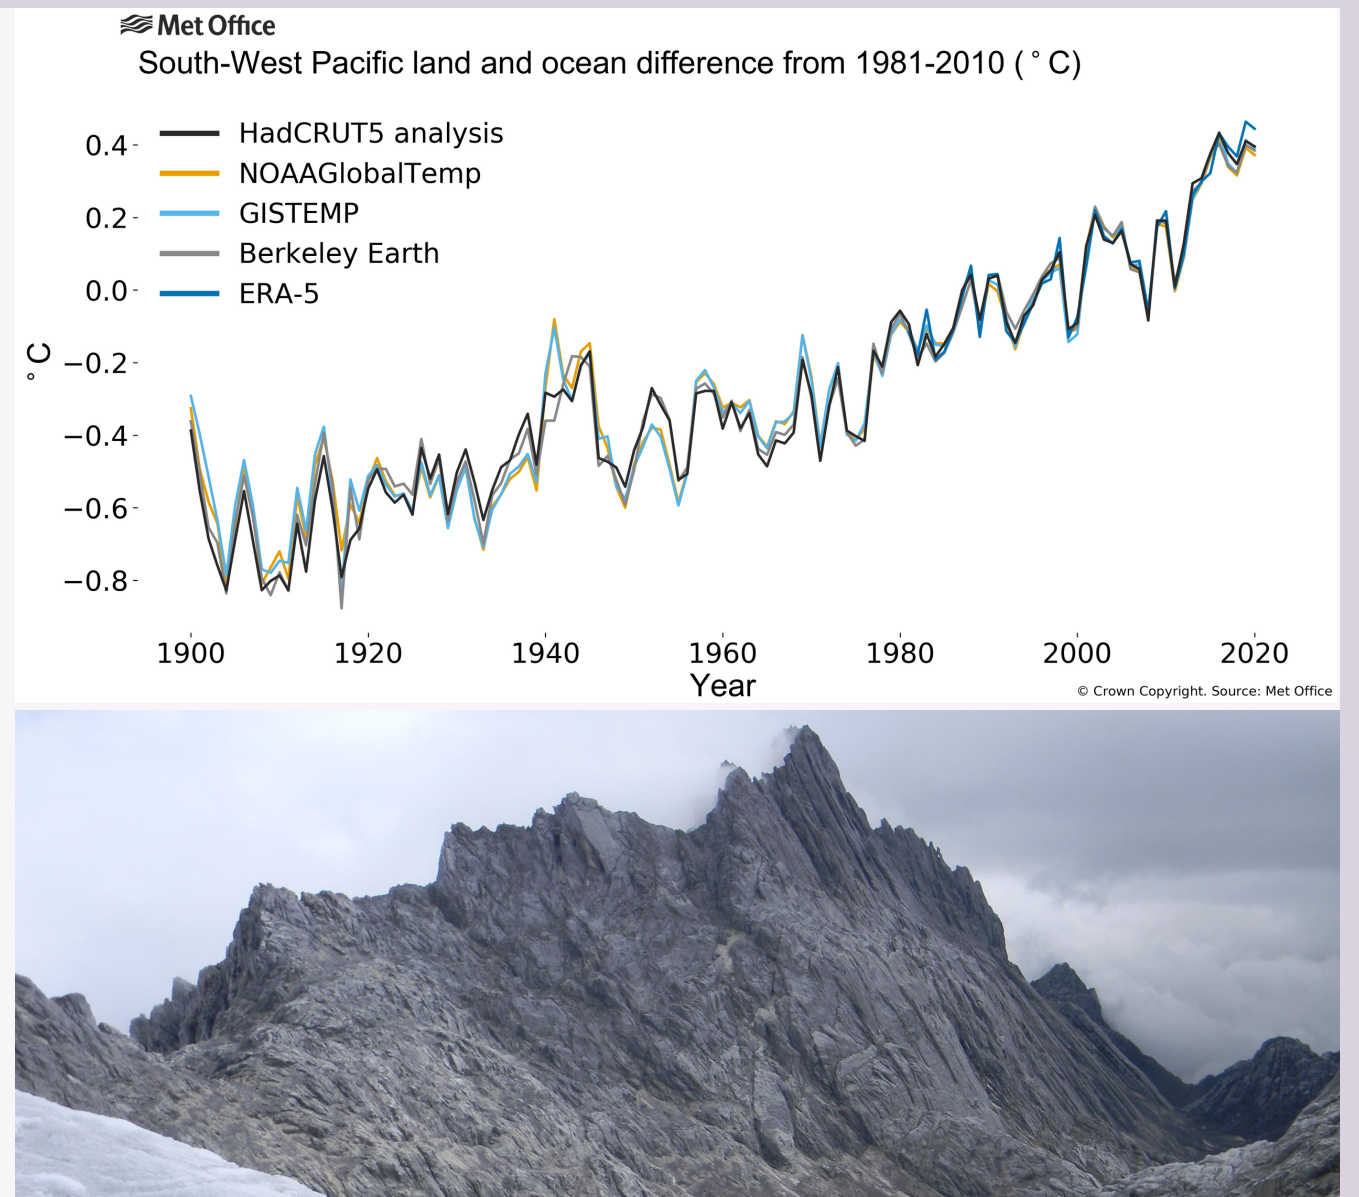 Met Office
South-West Pacific land and ocean difference from 1981-2010 (°C)
HadCRUT5 analysis
NOAAGlobalTemp
GISTEMP
Berkeley Earth
ERA-5
0.4
0.2
0.0
−0.2
−0.4
−0.6
−0.8
°C
1900 1920 1940 1960 1980 2000 2020
Year
© Crown Copyright. Source: Met Office